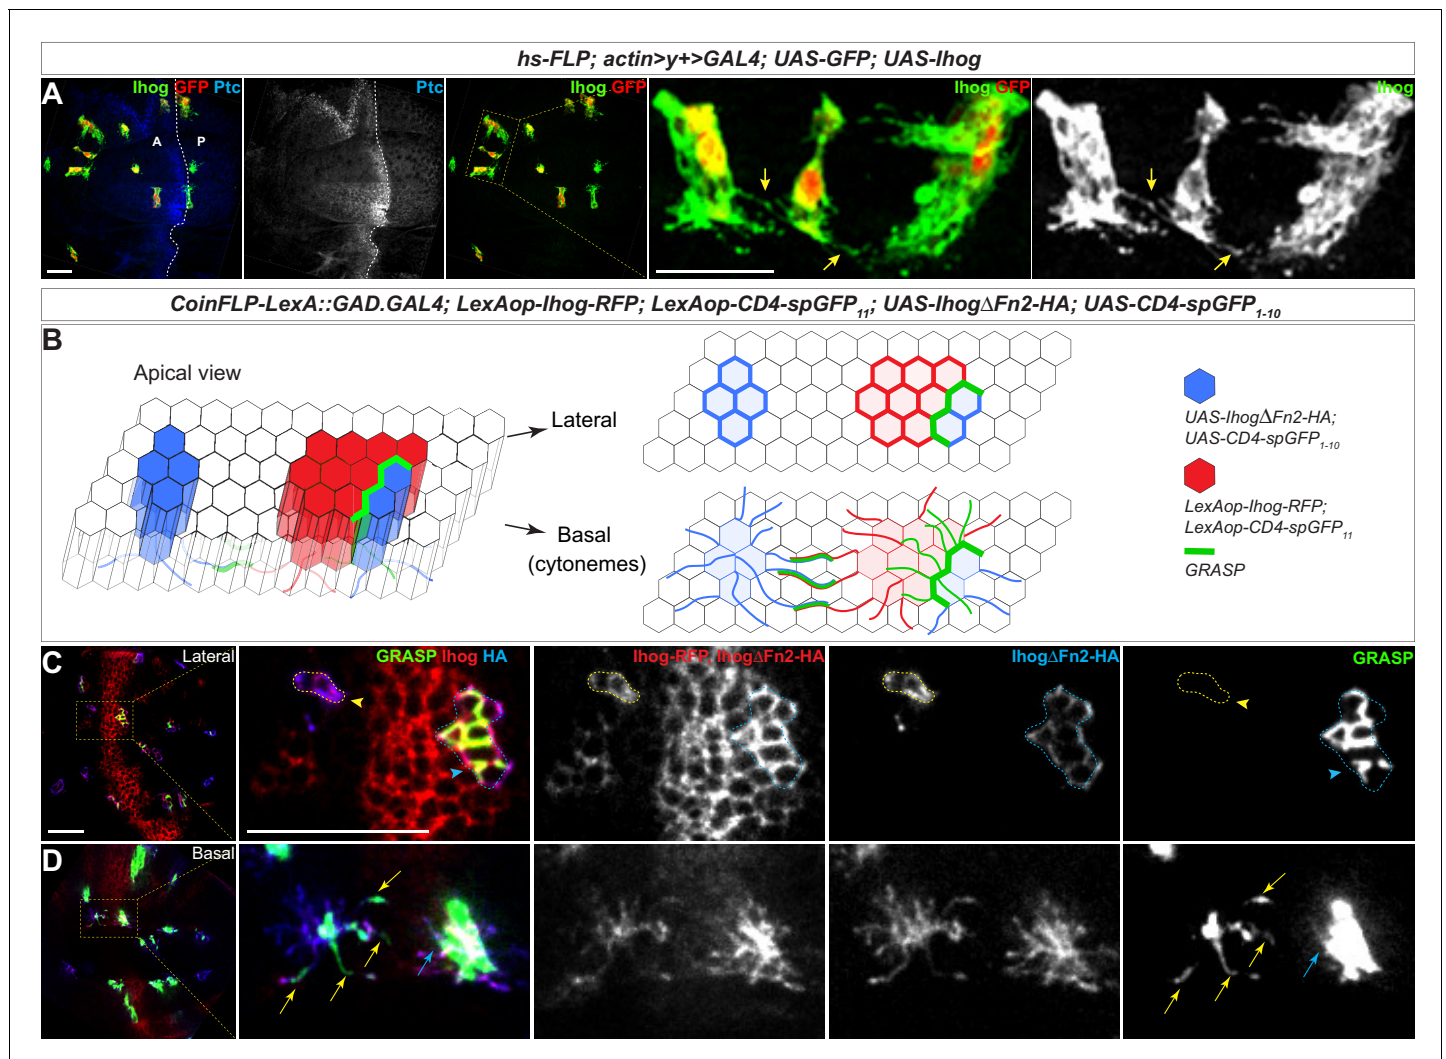 hs-FLP; actin>y+>GAL4; UAS-GFP; UAS-Ihog
A
Ihog GFP Ptc
A P
Ptc
Ihog GFP
Ihog GFP
Ihog
CoinFLP-LexA::GAD.GAL4; LexAop-Ihog-RFP; LexAop-CD4-spGFP11; UAS-IhogΔFn2-HA; UAS-CD4-spGFP1-10
B
Apical view
Lateral
Basal
(cytonemes)
UAS-IhogΔFn2-HA;
UAS-CD4-spGFP1-10
LexAop-Ihog-RFP;
LexAop-CD4-spGFP11
GRASP
C
Lateral
GRASP Ihog HA
Ihog-RFP, IhogΔFn2-HA
IhogΔFn2-HA
GRASP
D
Basal